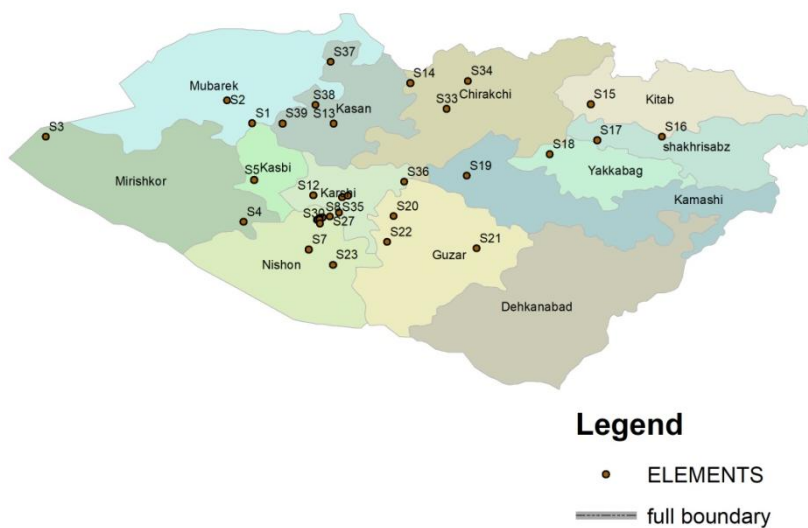 S37
S14
S34
Mubarek
Chirakchi
S2
S38
S15
S33
Kitab
S1
S39
S13
Kasan
S3
S17
S16
shakhrisabz
S18
Kasbi
S19
Yakkabag
Mirishkor
S5
S36
S12
Karshi
Kamashi
S4
S35
S20
S27
S7
S22
Guzar
S21
Nishon
S23
Dehkanabad
Legend
ELEMENTS
full boundary